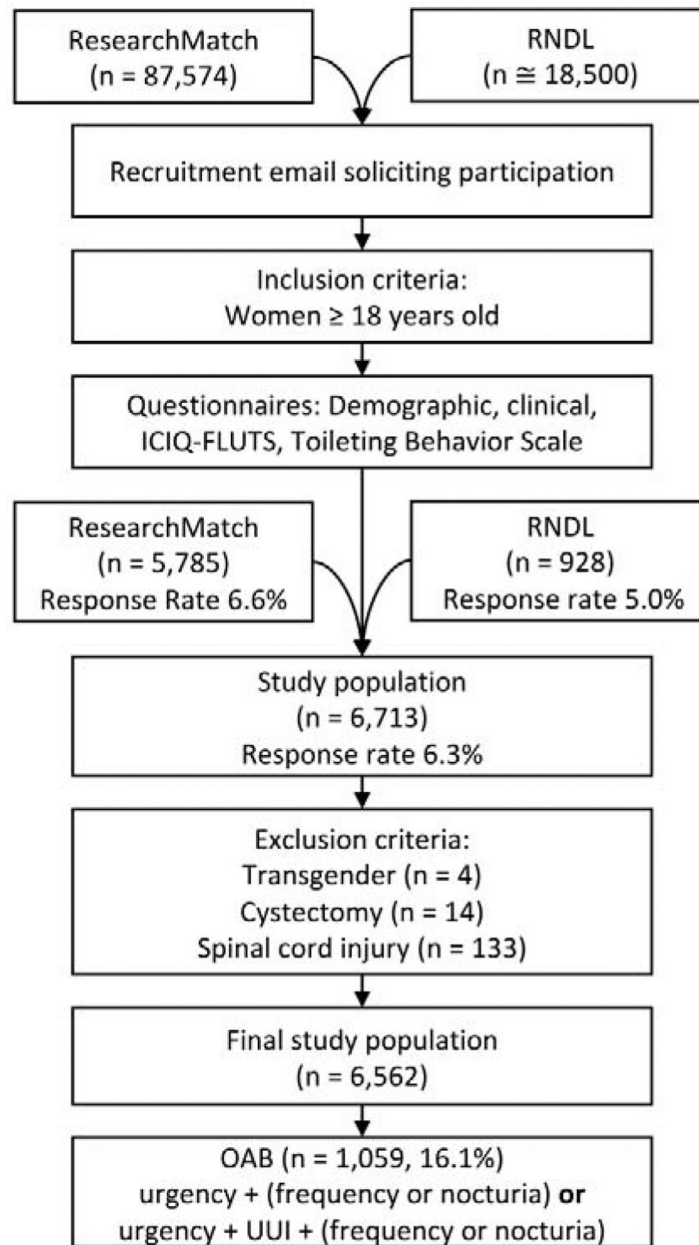 ResearchMatch
(n = 87,574)
RNDL
(n ≅ 18,500)
Recruitment email soliciting participation
Inclusion criteria:
Women ≥ 18 years old
Questionnaires: Demographic, clinical,
ICIQ-FLUTS, Toileting Behavior Scale
ResearchMatch
(n = 5,785)
Response Rate 6.6%
RNDL
(n = 928)
Response rate 5.0%
Study population
(n = 6,713)
Response rate 6.3%
Exclusion criteria:
Transgender (n = 4)
Cystectomy (n = 14)
Spinal cord injury (n = 133)
Final study population
(n = 6,562)
OAB (n = 1,059, 16.1%)
urgency + (frequency or nocturia) or
urgency + UUI + (frequency or nocturia)